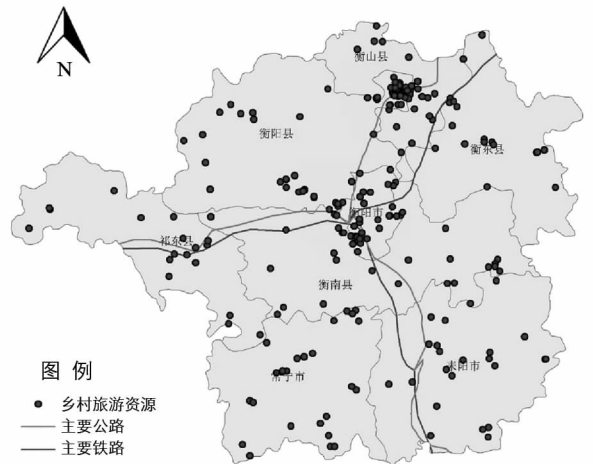 N
衡山县
衡阳县
衡东县
衡阳市
祁东县
衡南县
耒阳市
常宁市
图 例
乡村旅游资源
主要公路
主要铁路